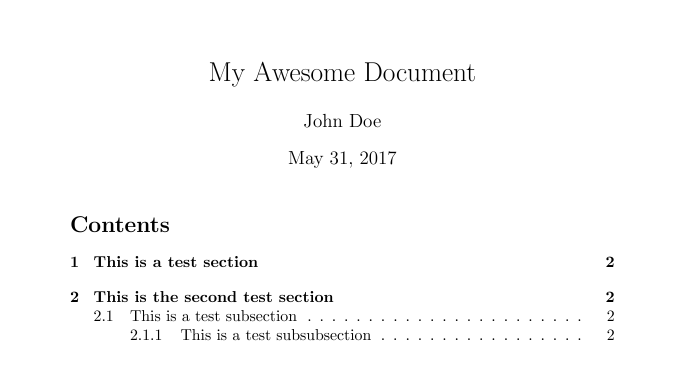 My Awesome Document
John Doe
May 31, 2017
Contents
1 This is a test section 2
2 This is the second test section 2
2.1 This is a test subsection . . . . . . . . . . . . . . . . . . . . . . . 2
2.1.1 This is a test subsubsection . . . . . . . . . . . . . . . . . 2